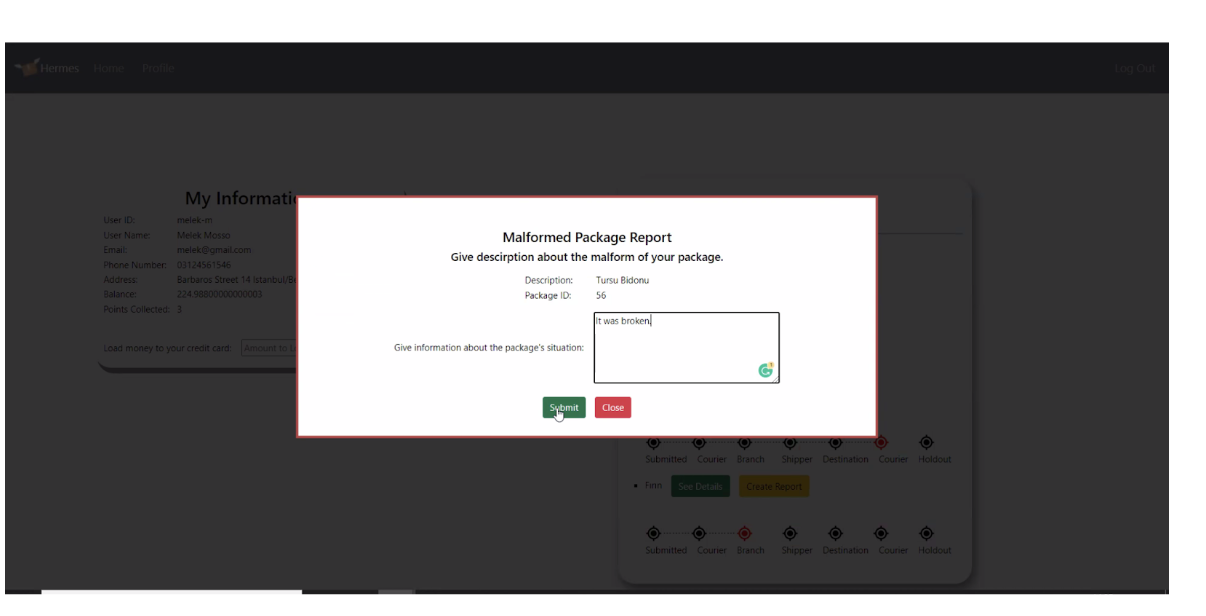 Hermes Home Profile Log Out
My Informati
User ID: melek-m
User Name: Melek Mosso
Email: melek@gmail.com
Phone Number: 03124561546
Address: Barbaros Street 14 Istanbul/Be
Balance: 224.98800000000003
Points Collected: 3
Load money to your credit card: Amount to L
Malformed Package Report
Give descirption about the malform of your package.
Description: Tursu Bidonu
Package ID: 56
Give information about the package's situation: It was broken.
Submit Close
Submitted Courier Branch Shipper Destination Courier Holdout
• Finn See Details Create Report
Submitted Courier Branch Shipper Destination Courier Holdout